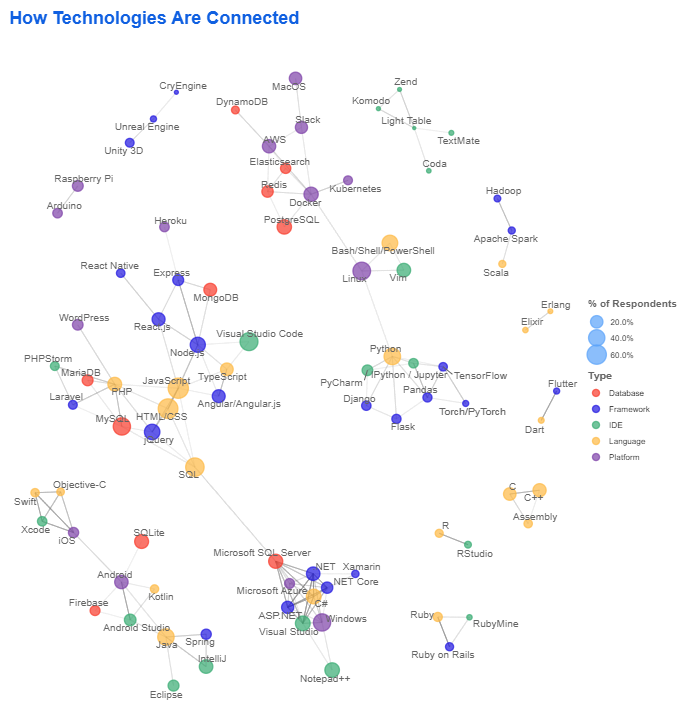 How Technologies Are Connected
CryEngine
MacOS
Zend
DynamoDB
Komodo
Slack
Light Table
Unreal Engine
TextMate
AWS
Unity 3D
Elasticsearch
Coda
Raspberry Pi
Redis
Kubernetes
Hadoop
Docker
Arduino
Heroku
PostgreSQL
Apache Spark
Bash/Shell/PowerShell
React Native
Express
Linux
Vim
Scala
MongoDB
% of Respondents
Erlang
WordPress
React.js
Elixir
20.0%
Visual Studio Code
40.0%
Node.js
Python
60.0%
PHPStorm
MariaDB
JavaScript
TypeScript
IPython / Jupyter
TensorFlow
Type
PHP
PyCharm
Pandas
Flutter
Database
Laravel
Angular/Angular.js
Django
Framework
MySQL
HTML/CSS
Torch/PyTorch
IDE
jQuery
Flask
Dart
Language
Platform
SQL
Objective-C
C
C++
Swift
Assembly
Xcode
iOS
SQLite
R
RStudio
Microsoft SQL Server
Android
.NET
Xamarin
.NET Core
Microsoft Azure
Firebase
Kotlin
C#
ASP.NET
Windows
Ruby
RubyMine
Android Studio
Visual Studio
Java
Spring
Ruby on Rails
IntelliJ
Notepad++
Eclipse